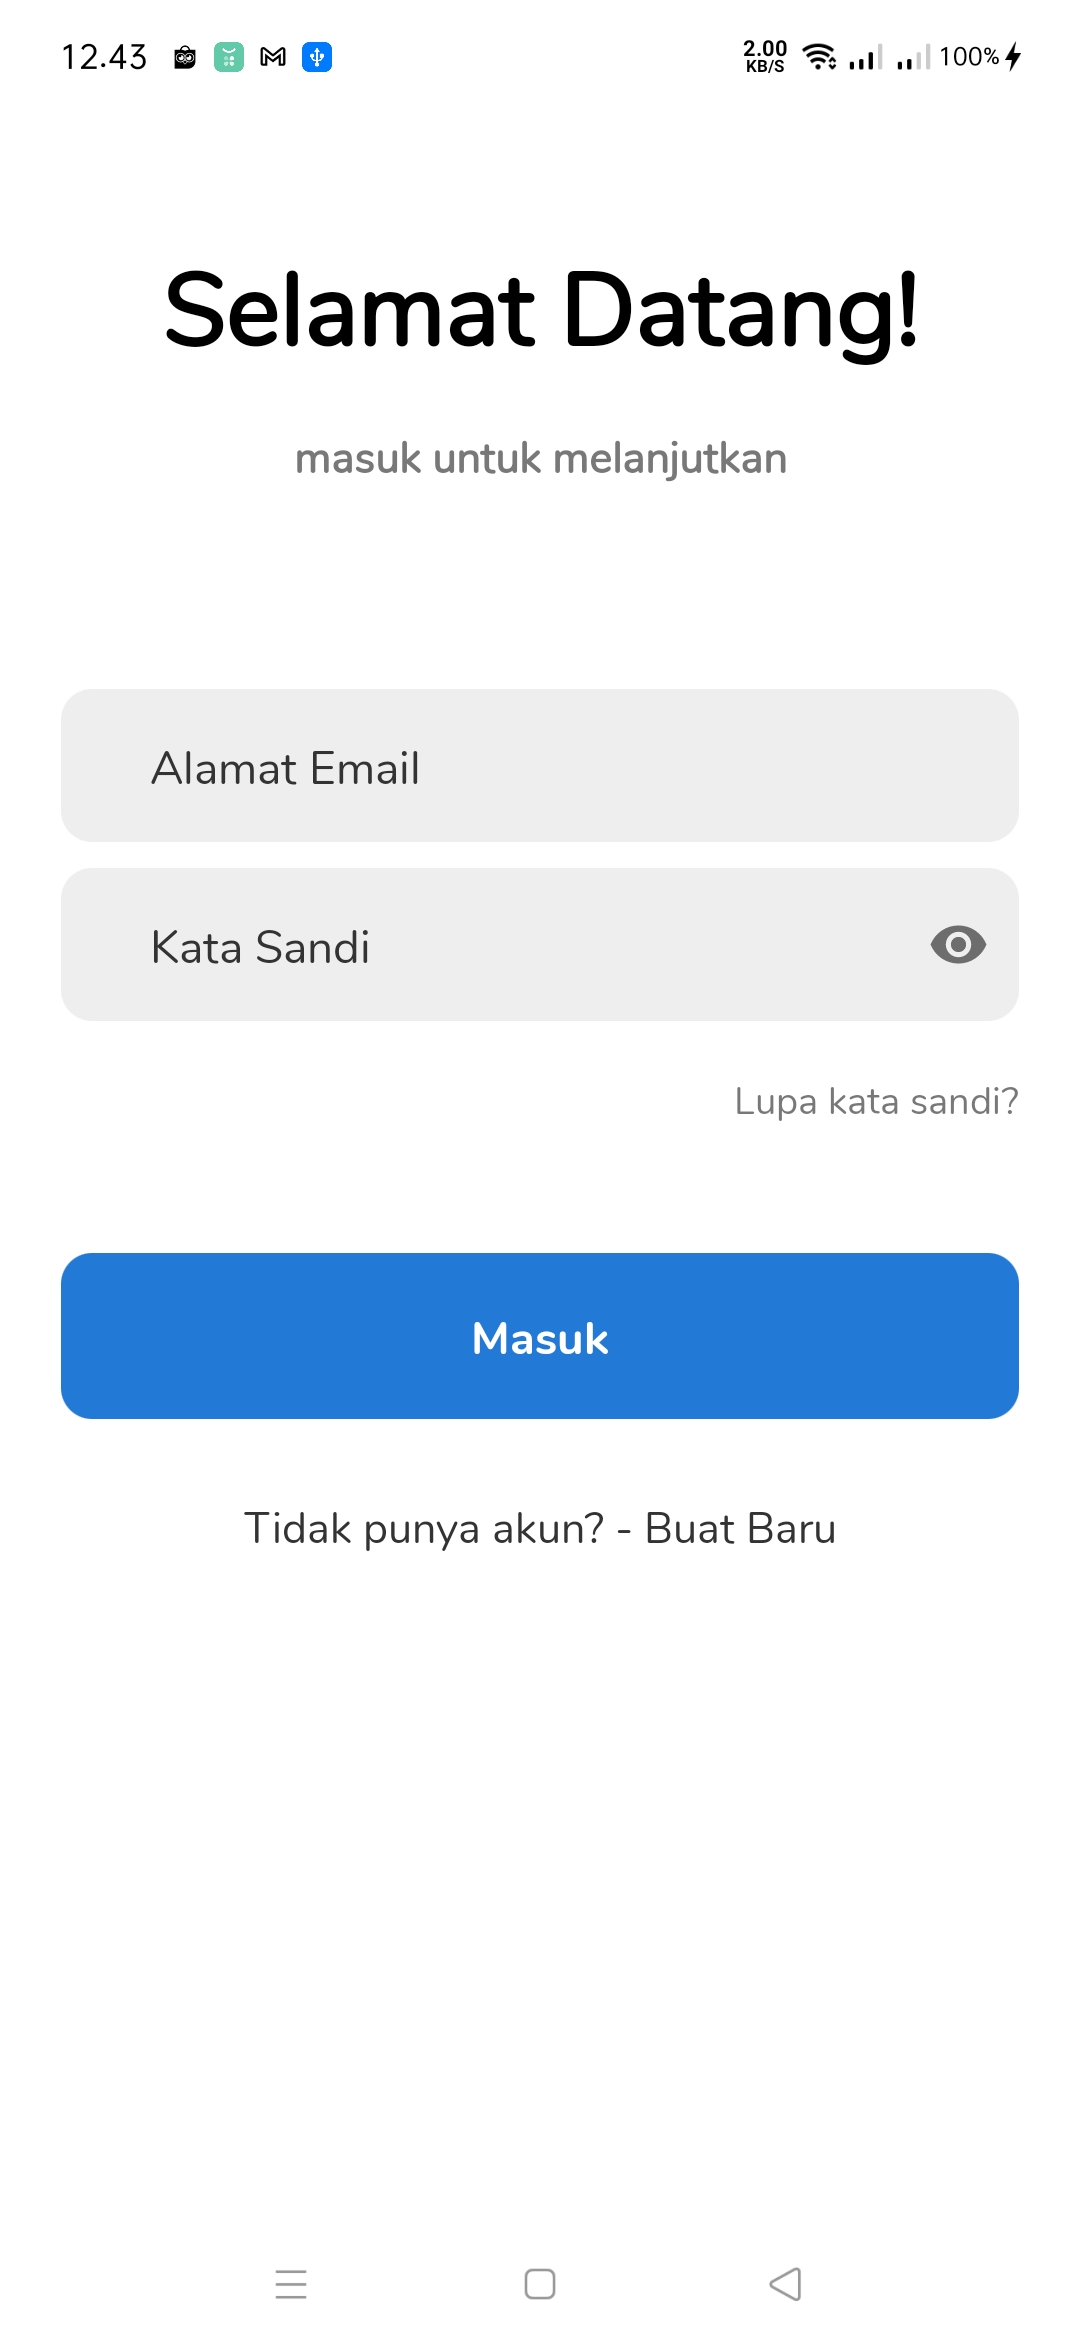 12.43
2.00
KB/S
100%
Selamat Datang!
masuk untuk melanjutkan
Alamat Email
Kata Sandi
Lupa kata sandi?
Masuk
Tidak punya akun? - Buat Baru